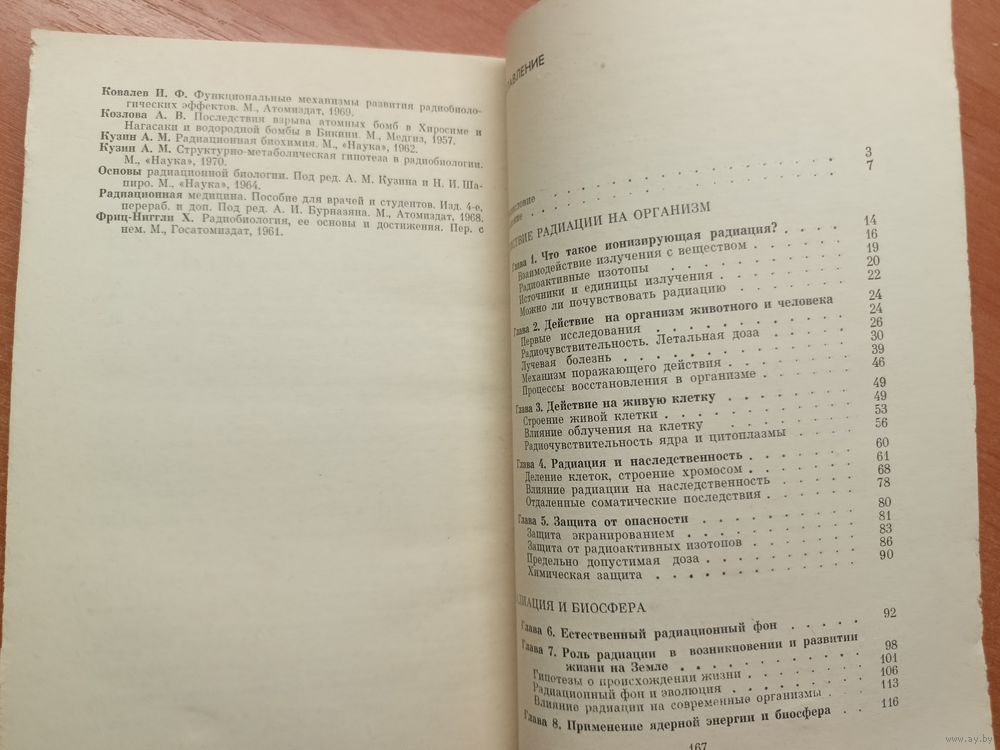 Ковалев И. Ф. Функциональные механизмы развития радиобиоло-
гических эффектов. М., Атомиздат, 1969.
Козлова А. В. Последствия взрыва атомных бомб в Хиросиме и
Нагасаки и водородной бомбы в Бикини. М., Медгиз, 1957.
Кузин А. М. Радиационная биохимия. М., «Наука», 1962.
Кузин А. М. Структурно-метаболическая гипотеза в радиобиологии.
М., «Наука», 1970.
Основы радиационной биологии. Под ред. А. М. Кузина и Н. И. Ша-
пиро. М., «Наука», 1964.
Радиационная медицина. Пособие для врачей и студентов. Изд. 4-е,
перераб. и доп. Под ред. А. И. Бурназяна. М., Атомиздат, 1968.
Фриц-Ниггли Х. Радиобиология, ее основы и достижения. Пер. с
нем. М., Госатомиздат, 1961.
АВЛЕНИЕ
словие . . . . . . 3
ение . . . . . . 7
СТВИЕ РАДИАЦИИ НА ОРГАНИЗМ
Глава 1. Что такое ионизирующая радиация? . . . . 14
Взаимодействие излучения с веществом . . . . . 16
Радиоактивные изотопы . . . . . . . 19
Источники и единицы излучения . . . . . . 20
Можно ли почувствовать радиацию . . . . . 22
Глава 2. Действие на организм животного и человека 24
Первые исследования . . . . . . . . 24
Радиочувствительность. Летальная доза . . . . 26
Лучевая болезнь . . . . . . . . . 30
Механизм поражающего действия . . . . . 39
Процессы восстановления в организме . . . . 46
Глава 3. Действие на живую клетку . . . . . . 49
Строение живой клетки . . . . . . . 49
Влияние облучения на клетку . . . . . 53
Радиочувствительность ядра и цитоплазмы . . . 56
Глава 4. Радиация и наследственность . . . . . 60
Деление клеток, строение хромосом . . . . . 61
Влияние радиации на наследственность . . . . 68
Отдаленные соматические последствия . . . . 78
Глава 5. Защита от опасности . . . . . . . 80
Защита экранированием . . . . . . . . 81
Защита от радиоактивных изотопов . . . . . 83
Предельно допустимая доза . . . . . . . 86
Химическая защита . . . . . . . . 90
ДИАЦИЯ И БИОСФЕРА
Глава 6. Естественный радиационный фон . . . . 92
Глава 7. Роль радиации в возникновении и развитии
жизни на Земле . . . . . . . . 98
Гипотезы о происхождении жизни . . . . . 101
Радиационный фон и эволюция . . . . . . 106
Влияние радиации на современные организмы . . 113
Глава 8. Применение ядерной энергии и биосфера . . 116
167
www.ay.by